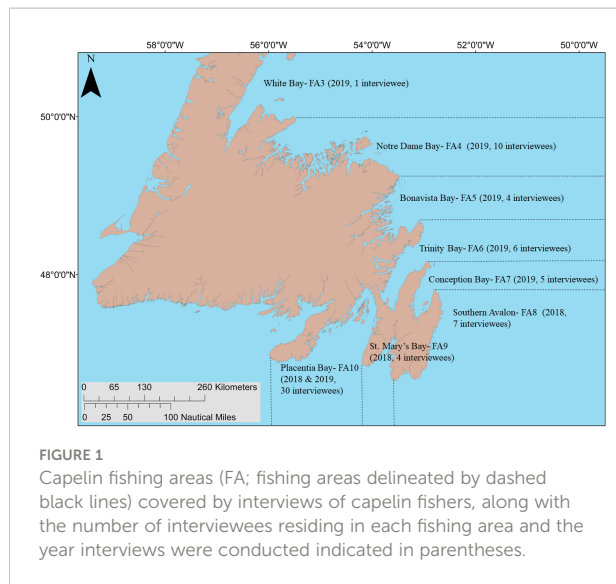 58°0'0"W 56°0'0"W 54°0'0"W 52°0'0"W 50°0'0"W
N
White Bay- FA3 (2019, 1 interviewee)
50°0'0"N
Notre Dame Bay- FA4 (2019, 10 interviewees)
Bonavista Bay- FA5 (2019, 4 interviewees)
Trinity Bay- FA6 (2019, 6 interviewees)
48°0'0"N
Conception Bay- FA7 (2019, 5 interviewees)
Southern Avalon- FA8 (2018,
7 interviewees)
St. Mary's Bay- FA9
(2018, 4 interviewees)
Placentia Bay- FA10
(2018 & 2019,
30 interviewees)
0 65 130 260 Kilometers
0 25 50 100 Nautical Miles
FIGURE 1
Capelin fishing areas (FA; fishing areas delineated by dashed
black lines) covered by interviews of capelin fishers, along with
the number of interviewees residing in each fishing area and the
year interviews were conducted indicated in parentheses.